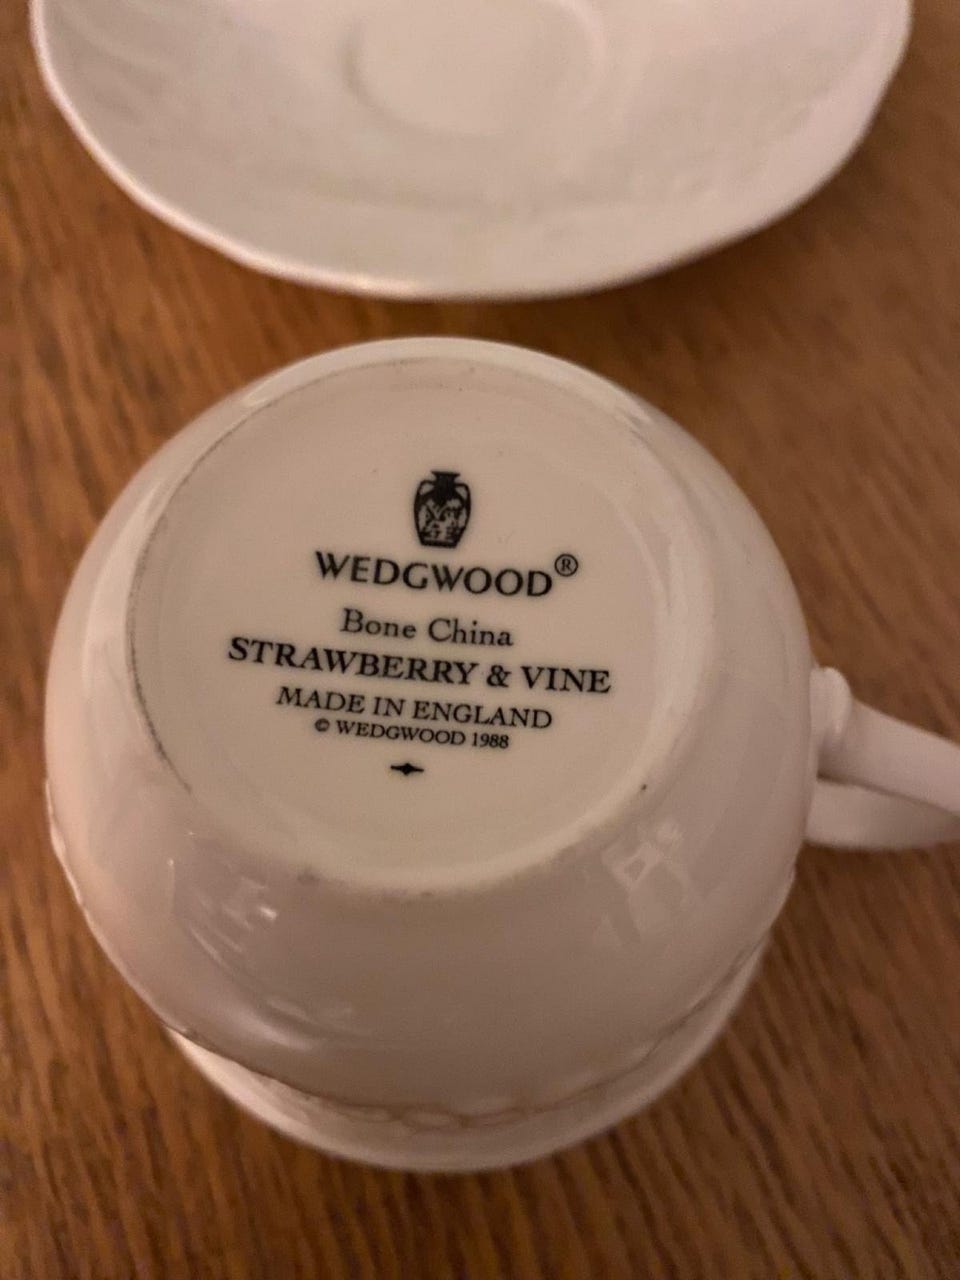 WEDGWOOD®
Bone China
STRAWBERRY & VINE
MADE IN ENGLAND
© WEDGWOOD 1988